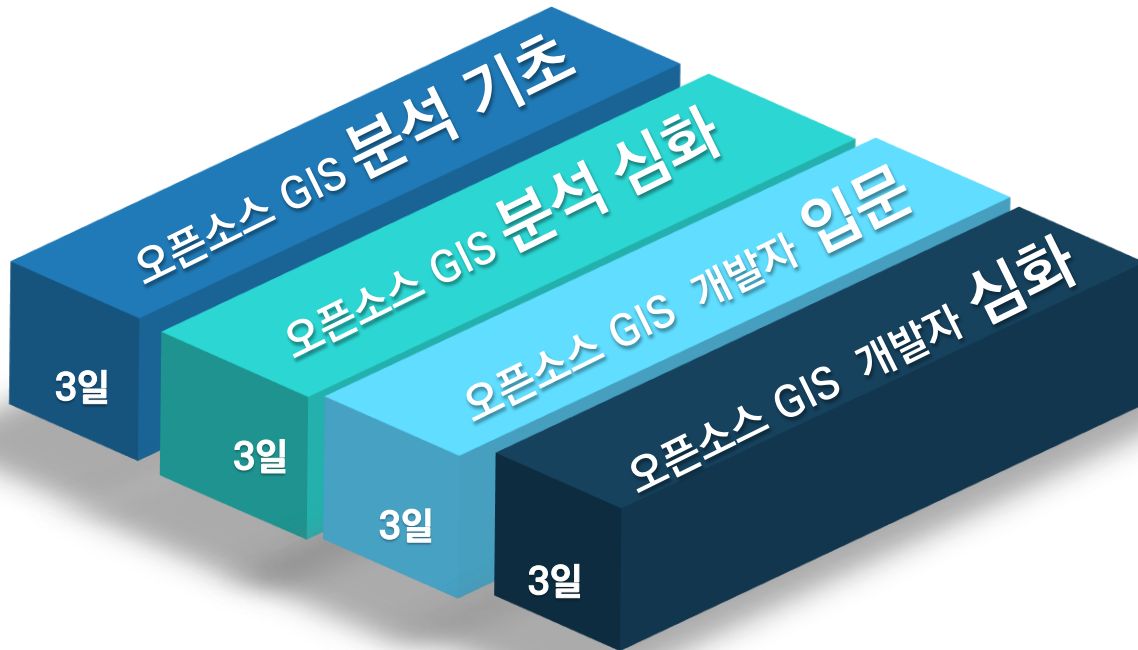 오픈소스 GIS 분석 기초
3일
오픈소스 GIS 분석 심화
3일
오픈소스 GIS 개발자 입문
3일
오픈소스 GIS 개발자 심화
3일